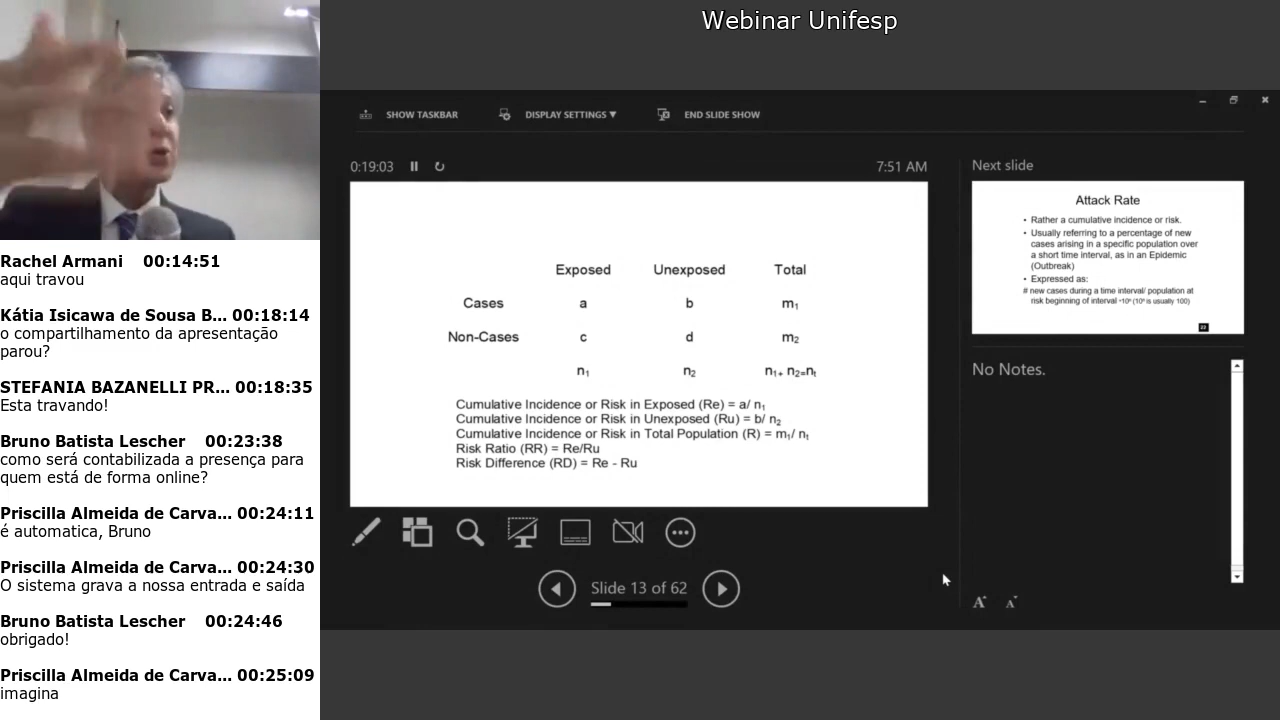 Webinar Unifesp
SHOW TASKBAR
DISPLAY SETTINGS ▼
END SLIDE SHOW
0:19:03
7:51 AM
Exposed Unexposed Total
Cases a b m1
Non-Cases c d m2
n1 n2 n1+ n2=nt
Cumulative Incidence or Risk in Exposed (Re) = a/ n1
Cumulative Incidence or Risk in Unexposed (Ru) = b/ n2
Cumulative Incidence or Risk in Total Population (R) = m1/ nt
Risk Ratio (RR) = Re/Ru
Risk Difference (RD) = Re - Ru
Slide 13 of 62
Next slide
Attack Rate
• Rather a cumulative incidence or risk.
• Usually referring to a percentage of new
cases arising in a specific population over
a short time interval, as in an Epidemic
(Outbreak)
• Expressed as:
# new cases during a time interval/ population at
risk beginning of interval is usually 100)
No Notes.
A A
Rachel Armani 00:14:51
aqui travou
Kátia Isicawa de Sousa B... 00:18:14
o compartilhamento da apresentação
parou?
STEFANIA BAZANELLI PR... 00:18:35
Esta travando!
Bruno Batista Lescher 00:23:38
como será contabilizada a presença para
quem está de forma online?
Priscilla Almeida de Carva... 00:24:11
é automatica, Bruno
Priscilla Almeida de Carva... 00:24:30
O sistema grava a nossa entrada e saída
Bruno Batista Lescher 00:24:46
obrigado!
Priscilla Almeida de Carva... 00:25:09
imagina